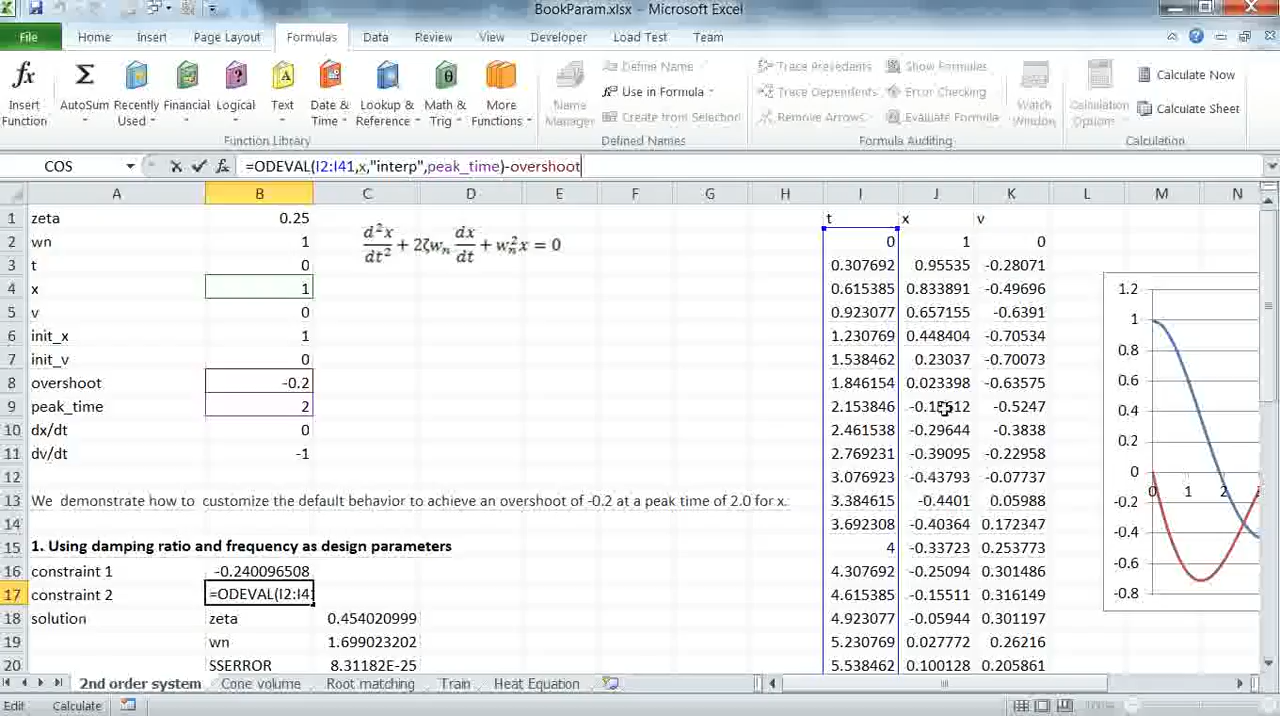 BookParam.xlsx - Microsoft Excel
File Home Insert Page Layout Formulas Data Review View Developer Load Test Team
fx Insert Function
Σ AutoSum
Recently Used
Financial
Logical
Text
Date & Time
Lookup & Reference
Math & Trig
More Functions
Function Library
Name Manager
Define Name
Use in Formula
Create from Selection
Defined Names
Trace Precedents
Trace Dependents
Remove Arrows
Show Formulas
Error Checking
Evaluate Formula
Formula Auditing
Watch Window
Calculation Options
Calculate Now
Calculate Sheet
Calculation
COS fx =ODEVAL(I2:I41,x,"interp",peak_time)-overshoot
A B C D E F G H I J K L M N
1 zeta 0.25 t x v
2 wn 1 0 1 0
3 t 0 0.307692 0.95535 -0.28071
4 x 1 0.615385 0.833891 -0.49696
5 v 0 0.923077 0.657155 -0.6391
6 init_x 1 1.230769 0.448404 -0.70534
7 init_v 0 1.538462 0.23037 -0.70073
8 overshoot -0.2 1.846154 0.023398 -0.63575
9 peak_time 2 2.153846 -0.5247
10 dx/dt 0 2.461538 -0.29644 -0.3838
11 dv/dt -1 2.769231 -0.39095 -0.22958
12 3.076923 -0.43793 -0.07737
13 We demonstrate how to customize the default behavior to achieve an overshoot of -0.2 at a peak time of 2.0 for x. 3.384615 -0.4401 0.05988
14 3.692308 -0.40364 0.172347
15 1. Using damping ratio and frequency as design parameters 4 -0.33723 0.253773
16 constraint 1 -0.240096508 4.307692 -0.25094 0.31486
17 constraint 2 =ODEVAL(I2:I41 4.615385 -0.15511 0.316149
18 solution zeta 0.454020999 4.923077 -0.05944 0.301197
19 wn 1.699023202 5.230769 0.027772 0.26216
20 SSERROR 8.31182E-25 5.538462 0.100128 0.205861
d²x/dt² + 2ζwₙ dx/dt + wₙ²x = 0
1.2
1
0.8
0.6
0.4
0.2
0
-0.2
-0.4
-0.6
-0.8
0 1 2
2nd order system Cone volume Root matching Train Heat Equation
Edit Calculate